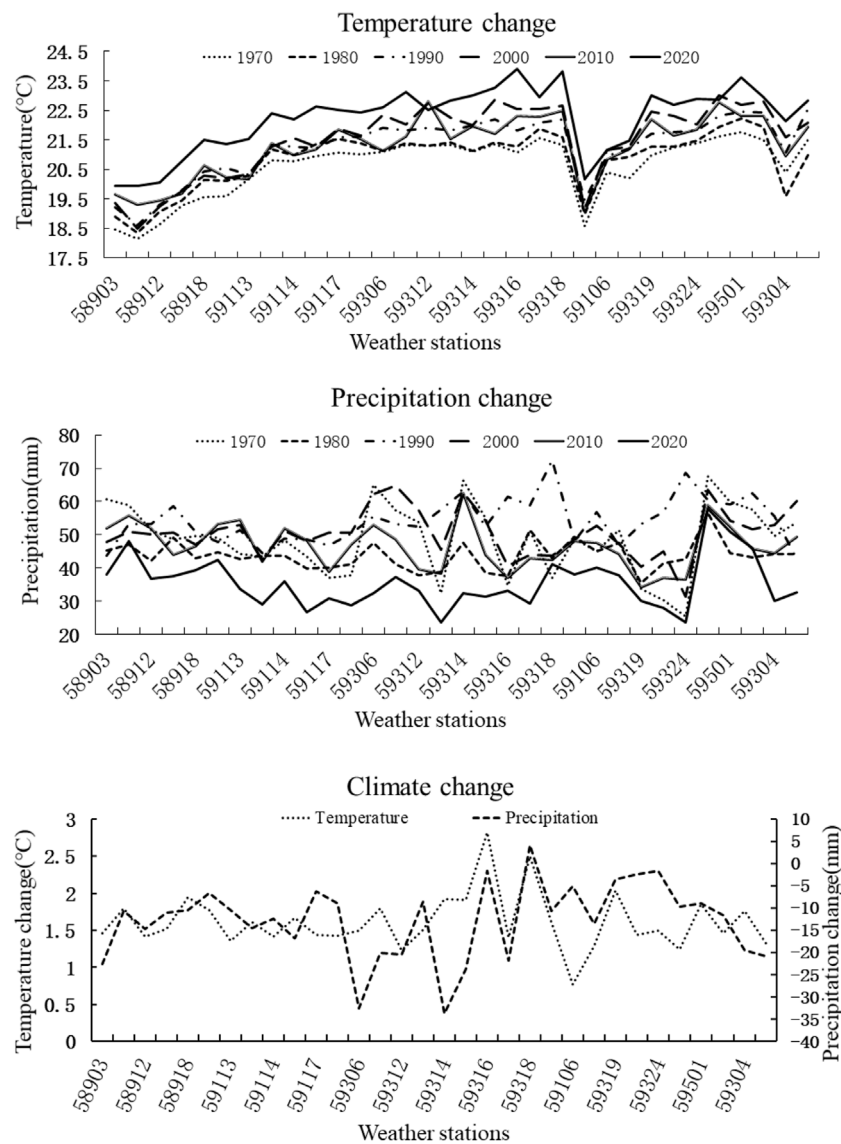 Temperature change
1970 1980 1990 2000 2010 2020
Temperature(°C)
24.5
23.5
22.5
21.5
20.5
19.5
18.5
17.5
58903 58912 58918 59113 59114 59117 59306 59312 59314 59316 59318 59106 59319 59324 59501 59304
Weather stations
Precipitation change
1970 1980 1990 2000 2010 2020
Precipitation(mm)
80
70
60
50
40
30
20
58903 58912 58918 59113 59114 59117 59306 59312 59314 59316 59318 59106 59319 59324 59501 59304
Weather stations
Climate change
Temperature Precipitation
Temperature change(°C)
3
2.5
2
1.5
1
0.5
0
10
5
0
-5
-10
-15
-20
-25
-30
-35
-40
Precipitation change(mm)
58903 58912 58918 59113 59114 59117 59306 59312 59314 59316 59318 59106 59319 59324 59501 59304
Weather stations